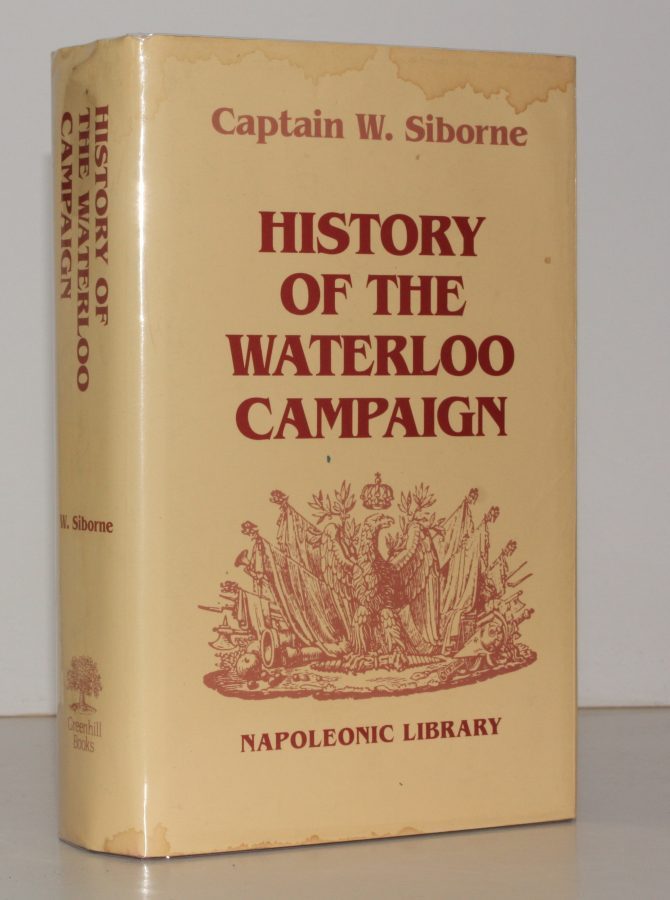 Captain W. Siborne
HISTORY
OF THE
WATERLOO
CAMPAIGN
NAPOLEONIC LIBRARY
HISTORY OF
THE WATERLOO
CAMPAIGN
W. Siborne
Greenhill
Books